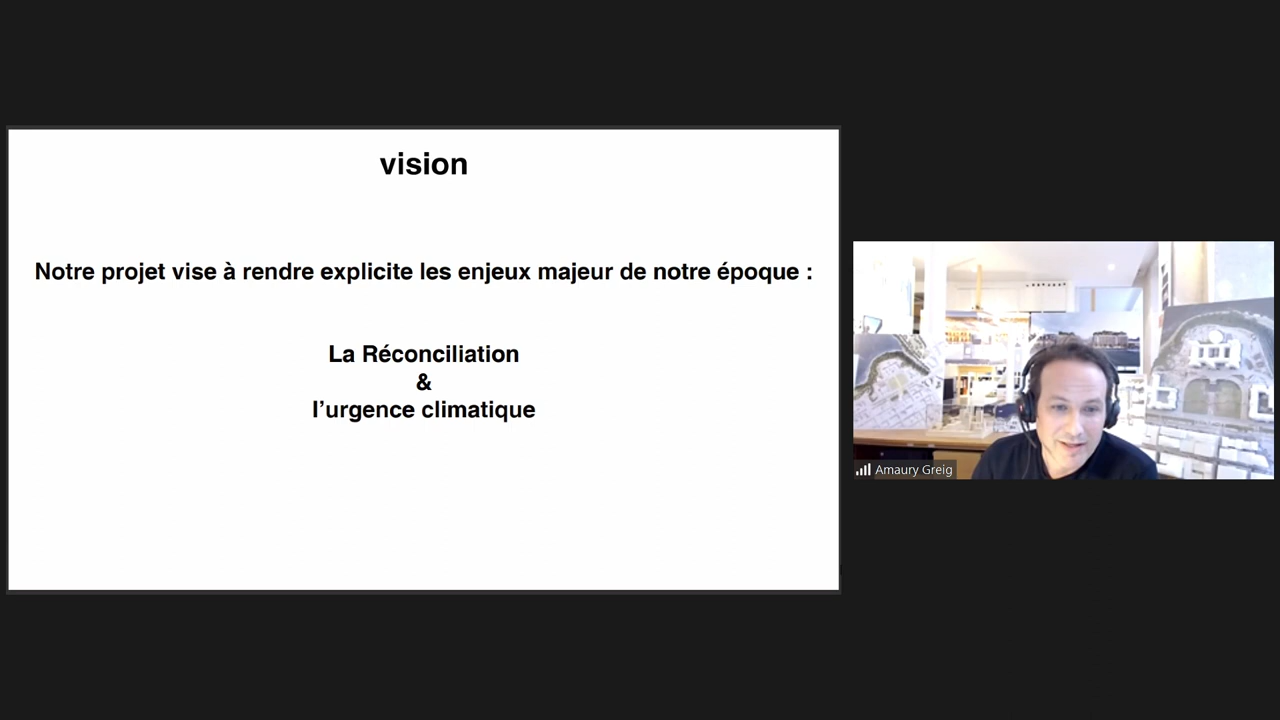 vision
Notre projet vise à rendre explicite les enjeux majeur de notre époque :
La Réconciliation
&
l’urgence climatique
Amaury Greig